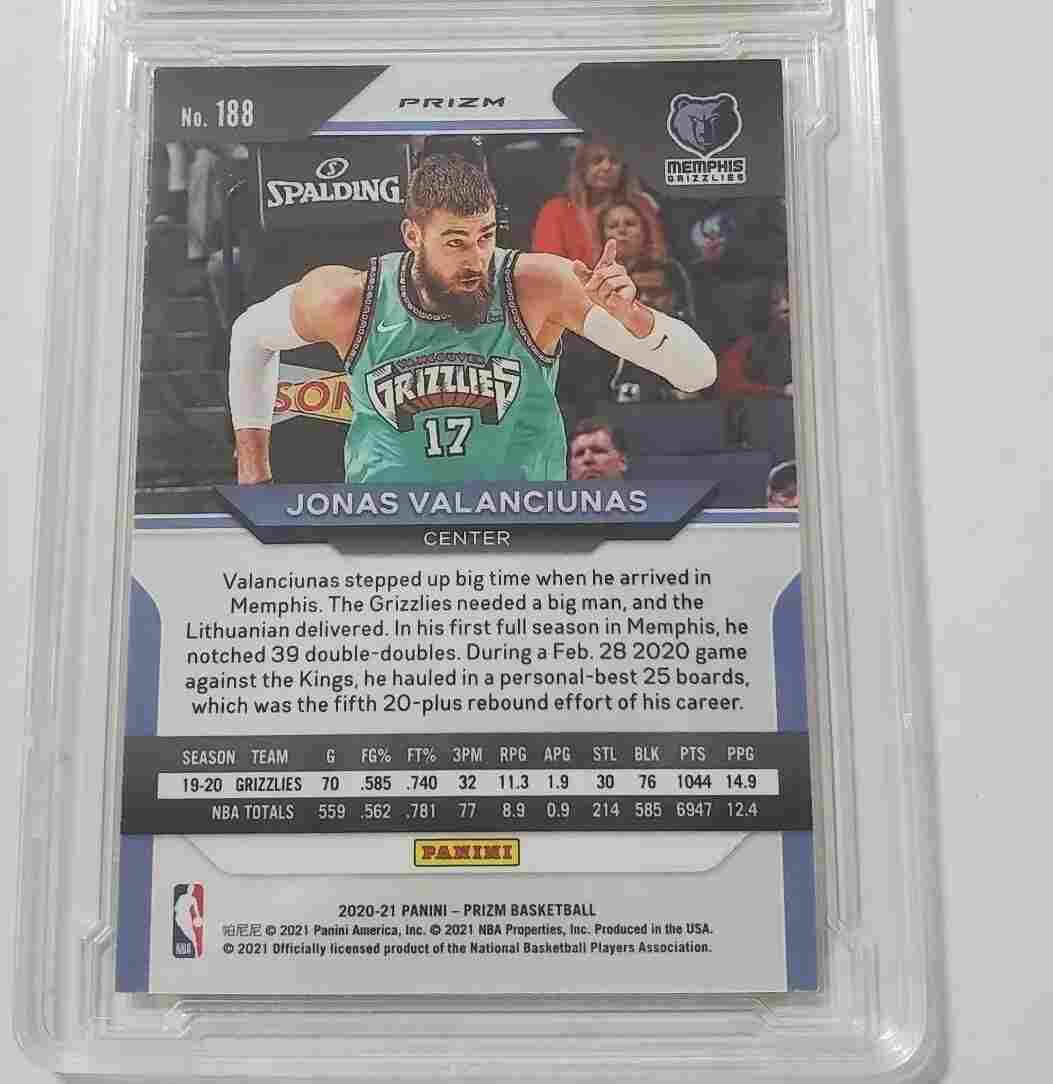 No. 188
PRIZM
MEMPHIS
GRIZZLIES
SPALDING
SON
VANCOUVER
GRIZZLIES
17
JONAS VALANCIUNAS
CENTER
Valanciunas stepped up big time when he arrived in
Memphis. The Grizzlies needed a big man, and the
Lithuanian delivered. In his first full season in Memphis, he
notched 39 double-doubles. During a Feb. 28 2020 game
against the Kings, he hauled in a personal-best 25 boards,
which was the fifth 20-plus rebound effort of his career.
SEASON TEAM G FG% FT% 3PM RPG APG STL BLK PTS PPG
19-20 GRIZZLIES 70 .585 .740 32 11.3 1.9 30 76 1044 14.9
NBA TOTALS 559 .562 .781 77 8.9 0.9 214 585 6947 12.4
PANINI
NBA
2020-21 PANINI – PRIZM BASKETBALL
帕尼尼 © 2021 Panini America, Inc. © 2021 NBA Properties, Inc. Produced in the USA.
© 2021 Officially licensed product of the National Basketball Players Association.